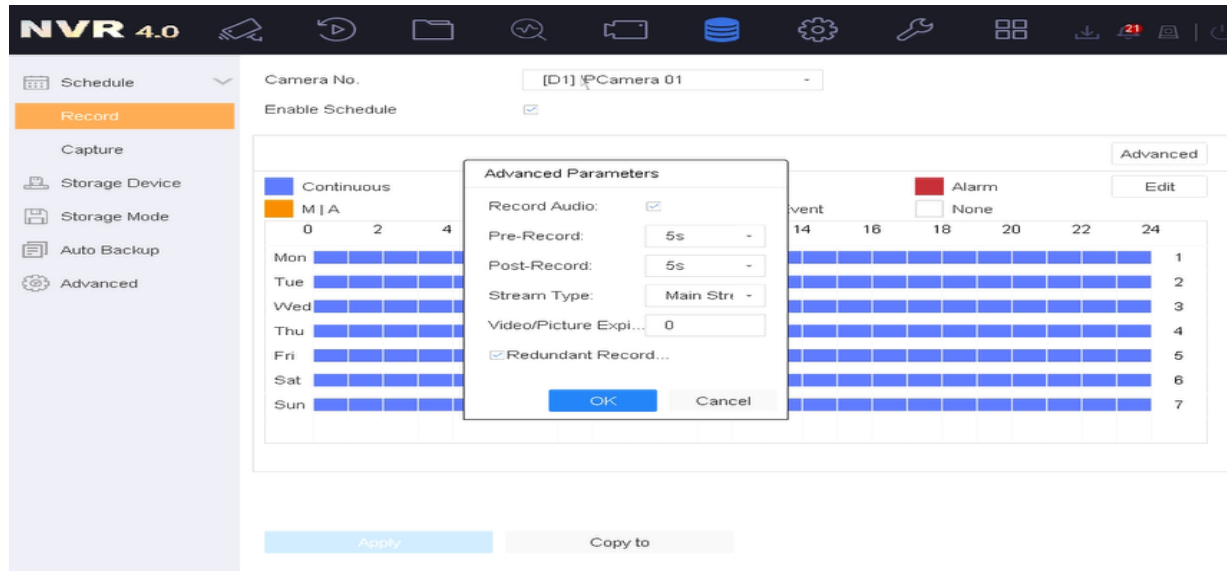 NVR 4.0
21
Schedule
Record
Capture
Storage Device
Storage Mode
Auto Backup
Advanced
Camera No.
[D1] IPCamera 01
Enable Schedule
Advanced
Continuous
Alarm
Edit
M | A
vent
None
0 2 4 14 16 18 20 22 24
Mon 1
Tue 2
Wed 3
Thu 4
Fri 5
Sat 6
Sun 7
Advanced Parameters
Record Audio:
Pre-Record: 5s
Post-Record: 5s
Stream Type: Main Stre
Video/Picture Expi... 0
Redundant Record...
OK Cancel
Apply Copy to